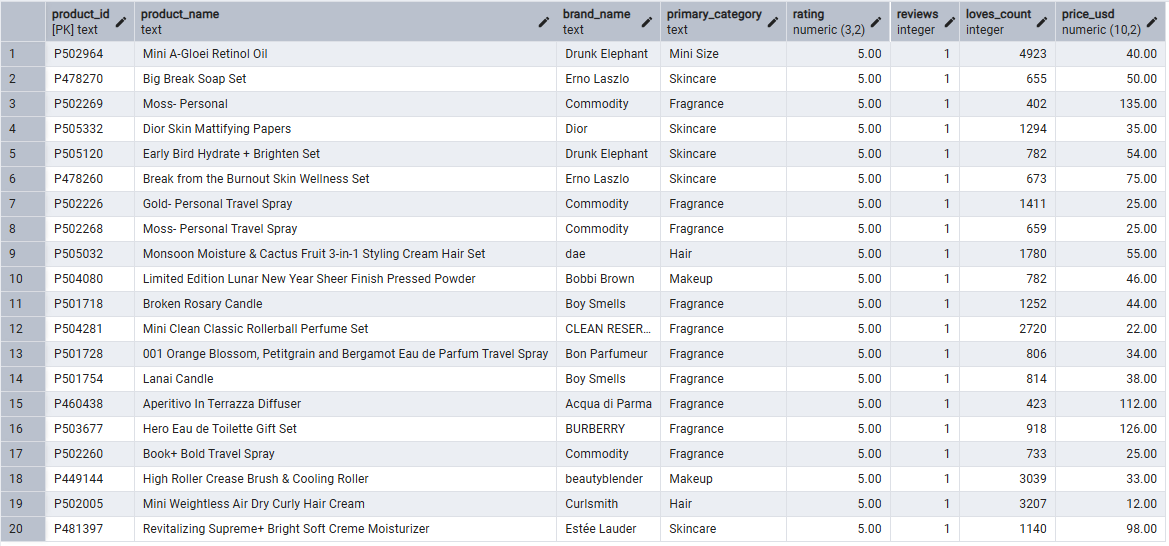 product_id product_name brand_name primary_category rating reviews loves_count price_usd
[PK] text text text text numeric (3,2) integer integer numeric (10,2)
1 P502964 Mini A-Gloei Retinol Oil Drunk Elephant Mini Size 5.00 1 4923 40.00
2 P478270 Big Break Soap Set Erno Laszlo Skincare 5.00 1 655 50.00
3 P502269 Moss- Personal Commodity Fragrance 5.00 1 402 135.00
4 P505332 Dior Skin Mattifying Papers Dior Skincare 5.00 1 1294 35.00
5 P505120 Early Bird Hydrate + Brighten Set Drunk Elephant Skincare 5.00 1 782 54.00
6 P478260 Break from the Burnout Skin Wellness Set Erno Laszlo Skincare 5.00 1 673 75.00
7 P502226 Gold- Personal Travel Spray Commodity Fragrance 5.00 1 1411 25.00
8 P502268 Moss- Personal Travel Spray Commodity Fragrance 5.00 1 659 25.00
9 P505032 Monsoon Moisture & Cactus Fruit 3-in-1 Styling Cream Hair Set dae Hair 5.00 1 1780 55.00
10 P504080 Limited Edition Lunar New Year Sheer Finish Pressed Powder Bobbi Brown Makeup 5.00 1 782 46.00
11 P501718 Broken Rosary Candle Boy Smells Fragrance 5.00 1 1252 44.00
12 P504281 Mini Clean Classic Rollerball Perfume Set CLEAN RESER... Fragrance 5.00 1 2720 22.00
13 P501728 001 Orange Blossom, Petitgrain and Bergamot Eau de Parfum Travel Spray Bon Parfumeur Fragrance 5.00 1 806 34.00
14 P501754 Lanai Candle Boy Smells Fragrance 5.00 1 814 38.00
15 P460438 Aperitivo In Terrazza Diffuser Acqua di Parma Fragrance 5.00 1 423 112.00
16 P503677 Hero Eau de Toilette Gift Set BURBERRY Fragrance 5.00 1 918 126.00
17 P502260 Book+ Bold Travel Spray Commodity Fragrance 5.00 1 733 25.00
18 P449144 High Roller Crease Brush & Cooling Roller beautyblender Makeup 5.00 1 3039 33.00
19 P502005 Mini Weightless Air Dry Curly Hair Cream Curlsmith Hair 5.00 1 3207 12.00
20 P481397 Revitalizing Supreme+ Bright Soft Creme Moisturizer Estée Lauder Skincare 5.00 1 1140 98.00